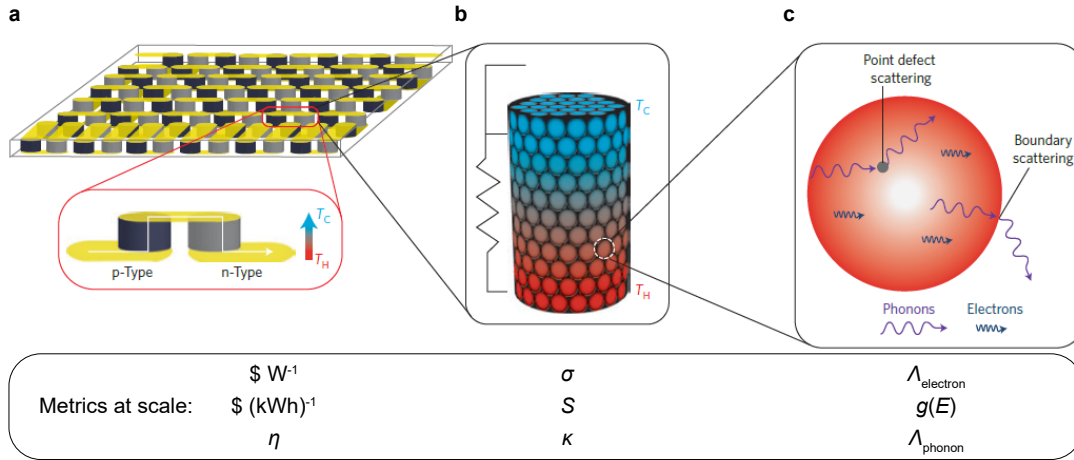 a
b
c
Point defect
scattering
Boundary
scattering
Phonons
Electrons
T_C
T_H
T_C
T_H
p-Type
n-Type
$ W⁻¹
σ
Λ_electron
Metrics at scale:
$ (kWh)⁻¹
S
g(E)
η
κ
Λ_phonon